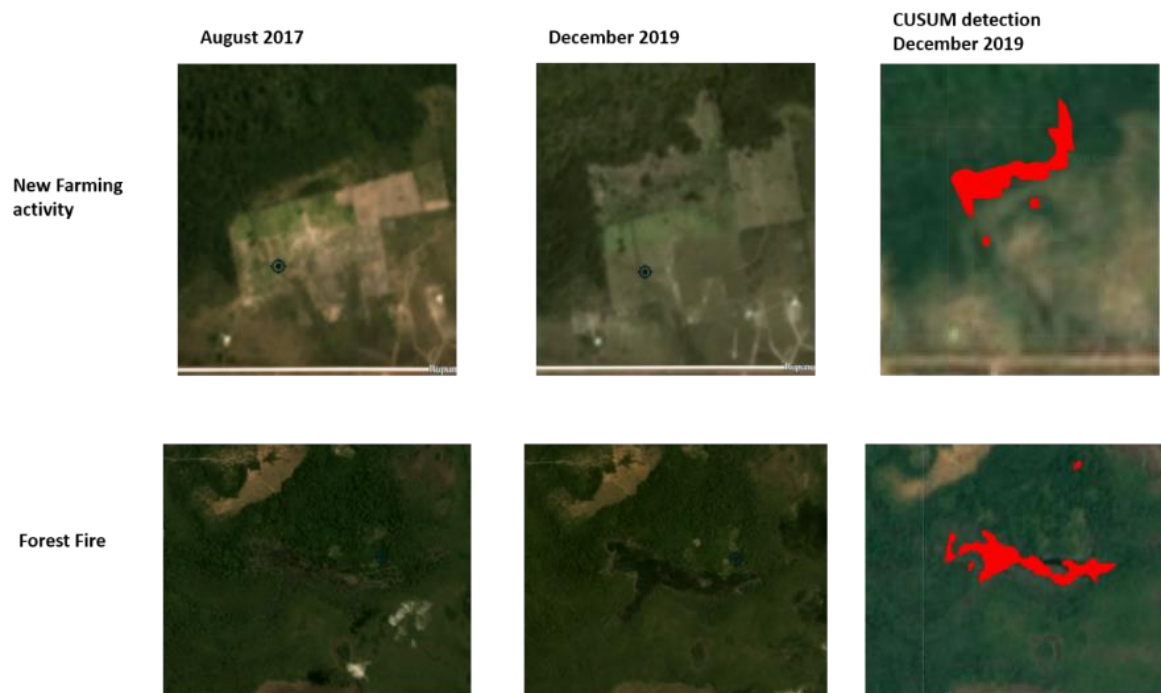 August 2017
December 2019
CUSUM detection
December 2019
New Farming
activity
Forest Fire